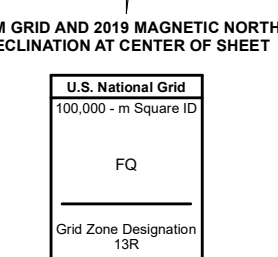 GRID AND 2019 MAGNETIC NORTH
DECLINATION AT CENTER OF SHEET
U.S. National Grid
100,000 - m Square ID
FQ
Grid Zone Designation
13R